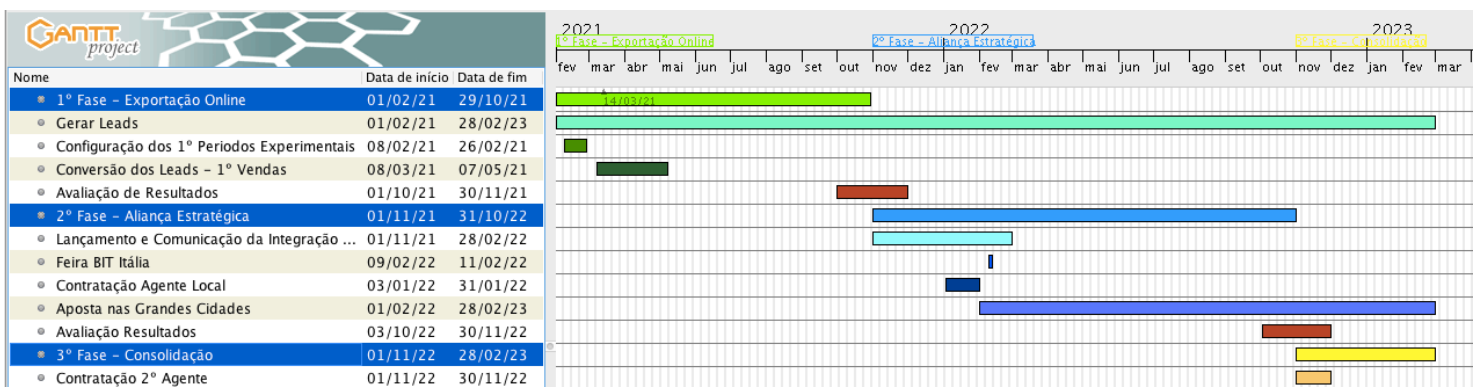 GANTT
project
2021 2022 2023
1º Fase – Exportação Online 2º Fase – Aliança Estratégica 3º Fase – Consolidação
fev mar abr mai jun jul ago set out nov dez jan fev mar abr mai jun jul ago set out nov dez jan fev mar
Nome Data de início Data de fim
1º Fase – Exportação Online 01/02/21 29/10/21 14/03/21
Gerar Leads 01/02/21 28/02/23
Configuração dos 1º Periodos Experimentais 08/02/21 26/02/21
Conversão dos Leads – 1º Vendas 08/03/21 07/05/21
Avaliação de Resultados 01/10/21 30/11/21
2º Fase – Aliança Estratégica 01/11/21 31/10/22
Lançamento e Comunicação da Integração ... 01/11/21 28/02/22
Feira BIT Itália 09/02/22 11/02/22
Contratação Agente Local 03/01/22 31/01/22
Aposta nas Grandes Cidades 01/02/22 28/02/23
Avaliação Resultados 03/10/22 30/11/22
3º Fase – Consolidação 01/11/22 28/02/23
Contratação 2º Agente 01/11/22 30/11/22